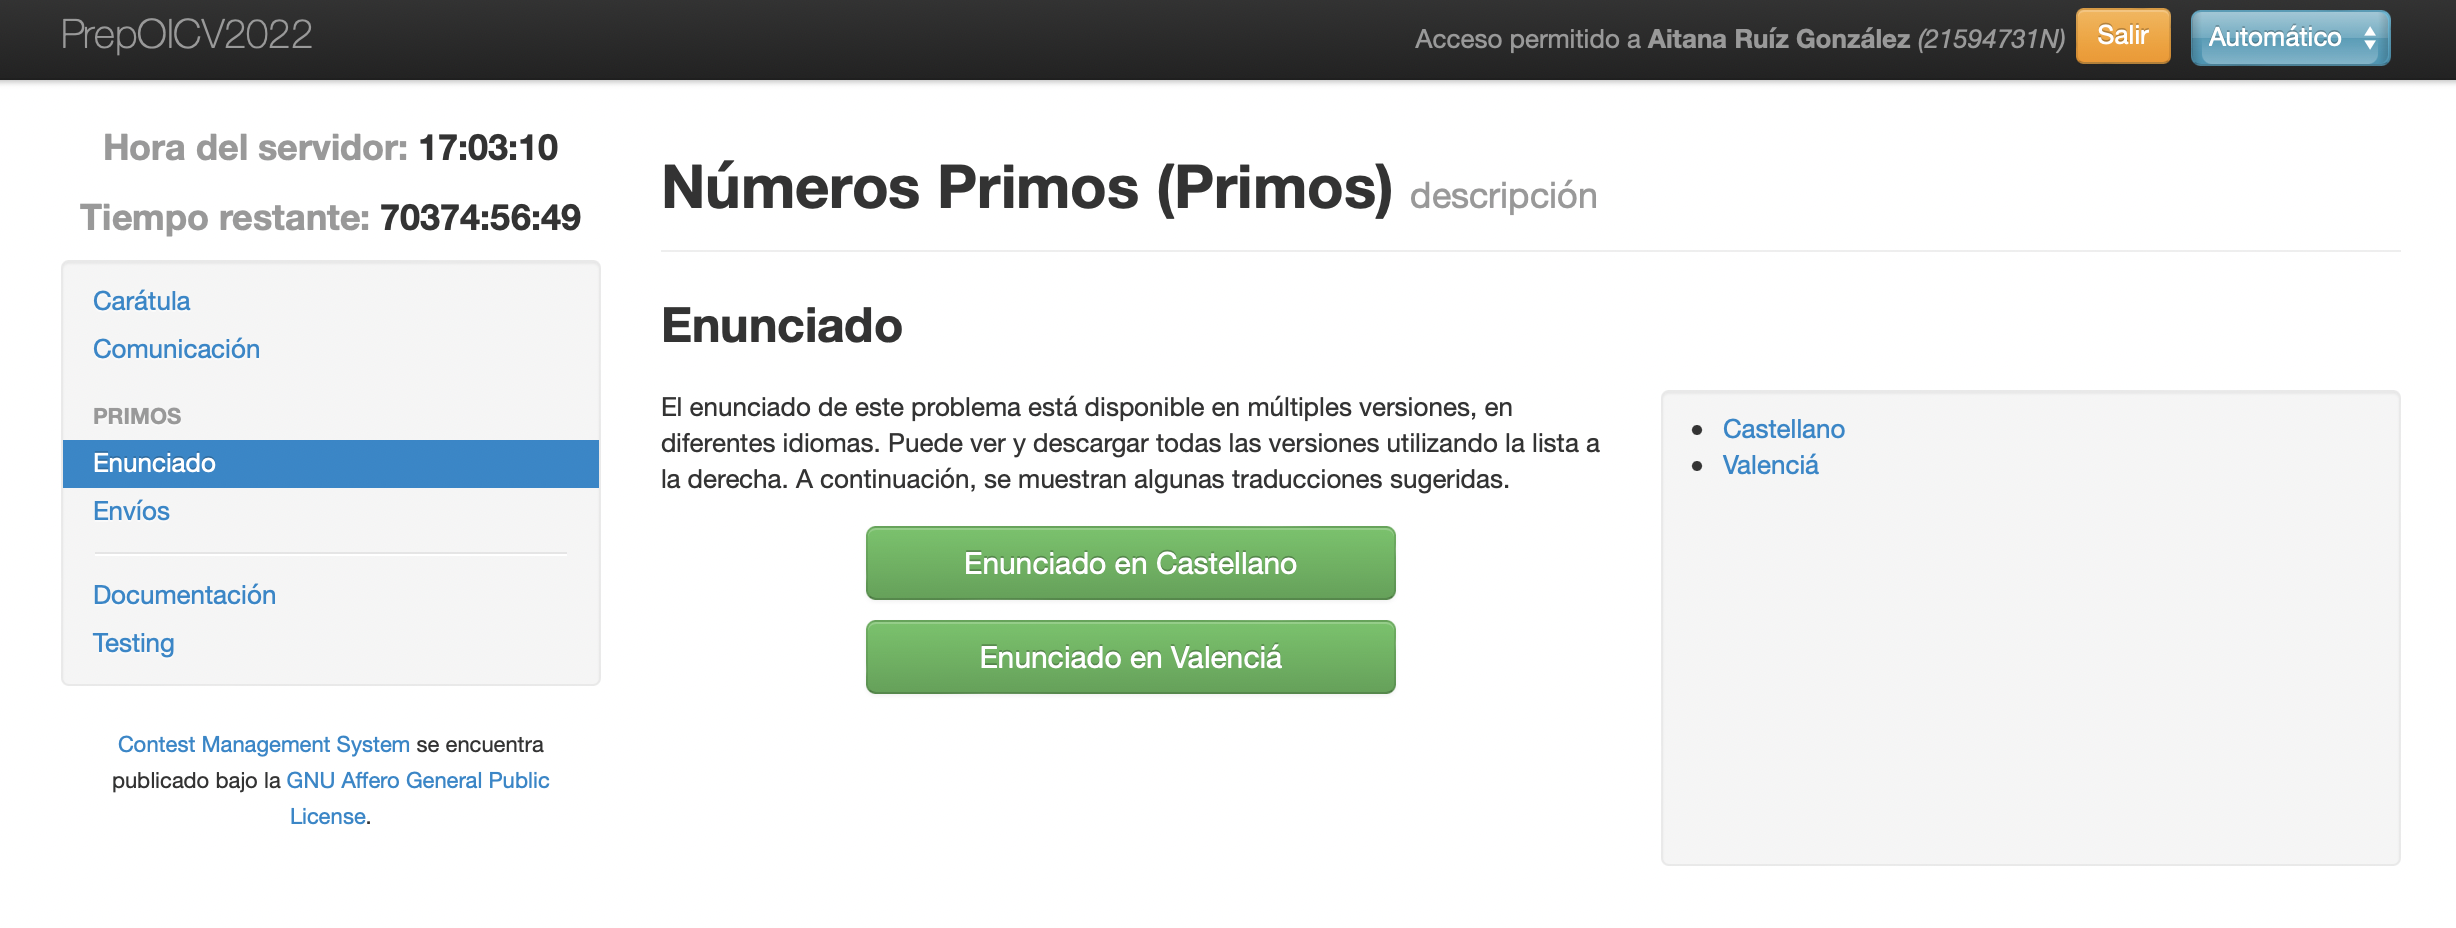 PrepOICV2022
Acceso permitido a Aitana Ruíz González (21594731N)
Salir
Automático
Hora del servidor: 17:03:10
Tiempo restante: 70374:56:49
Carátula
Comunicación
PRIMOS
Enunciado
Envíos
Documentación
Testing
Contest Management System se encuentra
publicado bajo la GNU Affero General Public
License.
Números Primos (Primos) descripción
Enunciado
El enunciado de este problema está disponible en múltiples versiones, en
diferentes idiomas. Puede ver y descargar todas las versiones utilizando la lista a
la derecha. A continuación, se muestran algunas traducciones sugeridas.
Enunciado en Castellano
Enunciado en Valenciá
Castellano
Valenciá